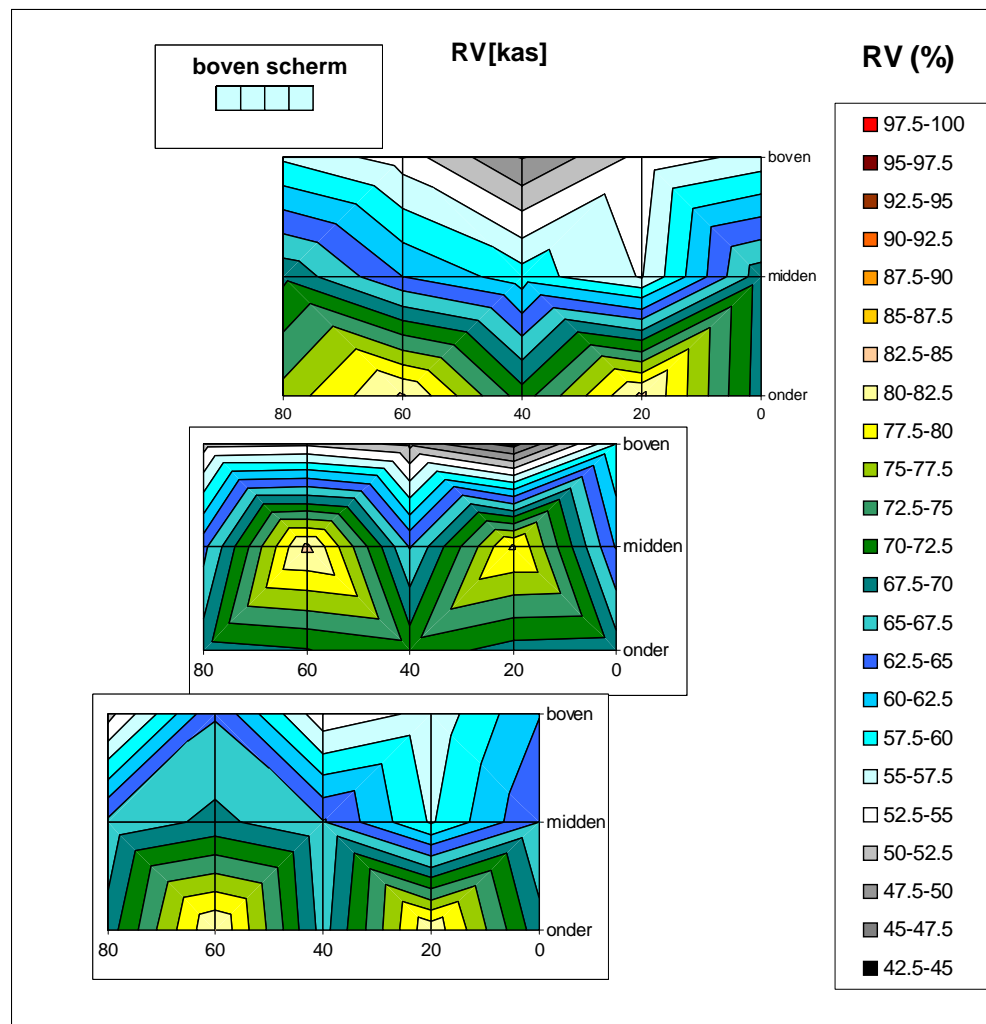 RV[kas]
RV (%)
boven scherm
boven
midden
onder
80 60 40 20 0
boven
midden
onder
80 60 40 20 0
boven
midden
onder
80 60 40 20 0
97.5-100
95-97.5
92.5-95
90-92.5
87.5-90
85-87.5
82.5-85
80-82.5
77.5-80
75-77.5
72.5-75
70-72.5
67.5-70
65-67.5
62.5-65
60-62.5
57.5-60
55-57.5
52.5-55
50-52.5
47.5-50
45-47.5
42.5-45